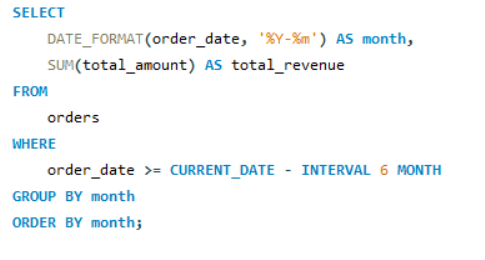 SELECT
    DATE_FORMAT(order_date, '%Y-%m') AS month,
    SUM(total_amount) AS total_revenue
FROM
    orders
WHERE
    order_date >= CURRENT_DATE - INTERVAL 6 MONTH
GROUP BY month
ORDER BY month;